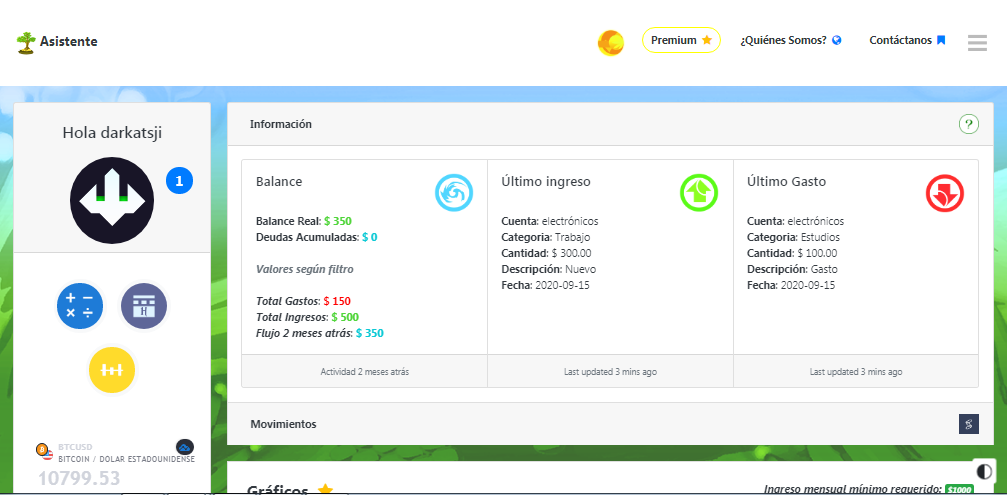 Asistente
Premium
¿Quiénes Somos?
Contáctanos
Hola darkatsji
1
BTCUSD
BITCOIN / DOLAR ESTADOUNIDENSE
10799.53
Información
?
Balance
Balance Real: $ 350
Deudas Acumuladas: $ 0
Valores según filtro
Total Gastos: $ 150
Total Ingresos: $ 500
Flujo 2 meses atrás: $ 350
Actividad 2 meses atrás
Último ingreso
Cuenta: electrónicos
Categoria: Trabajo
Cantidad: $ 300.00
Descripción: Nuevo
Fecha: 2020-09-15
Last updated 3 mins ago
Último Gasto
Cuenta: electrónicos
Categoria: Estudios
Cantidad: $ 100.00
Descripción: Gasto
Fecha: 2020-09-15
Last updated 3 mins ago
Movimientos
Gráficos
Ingreso mensual mínimo requerido: $1000